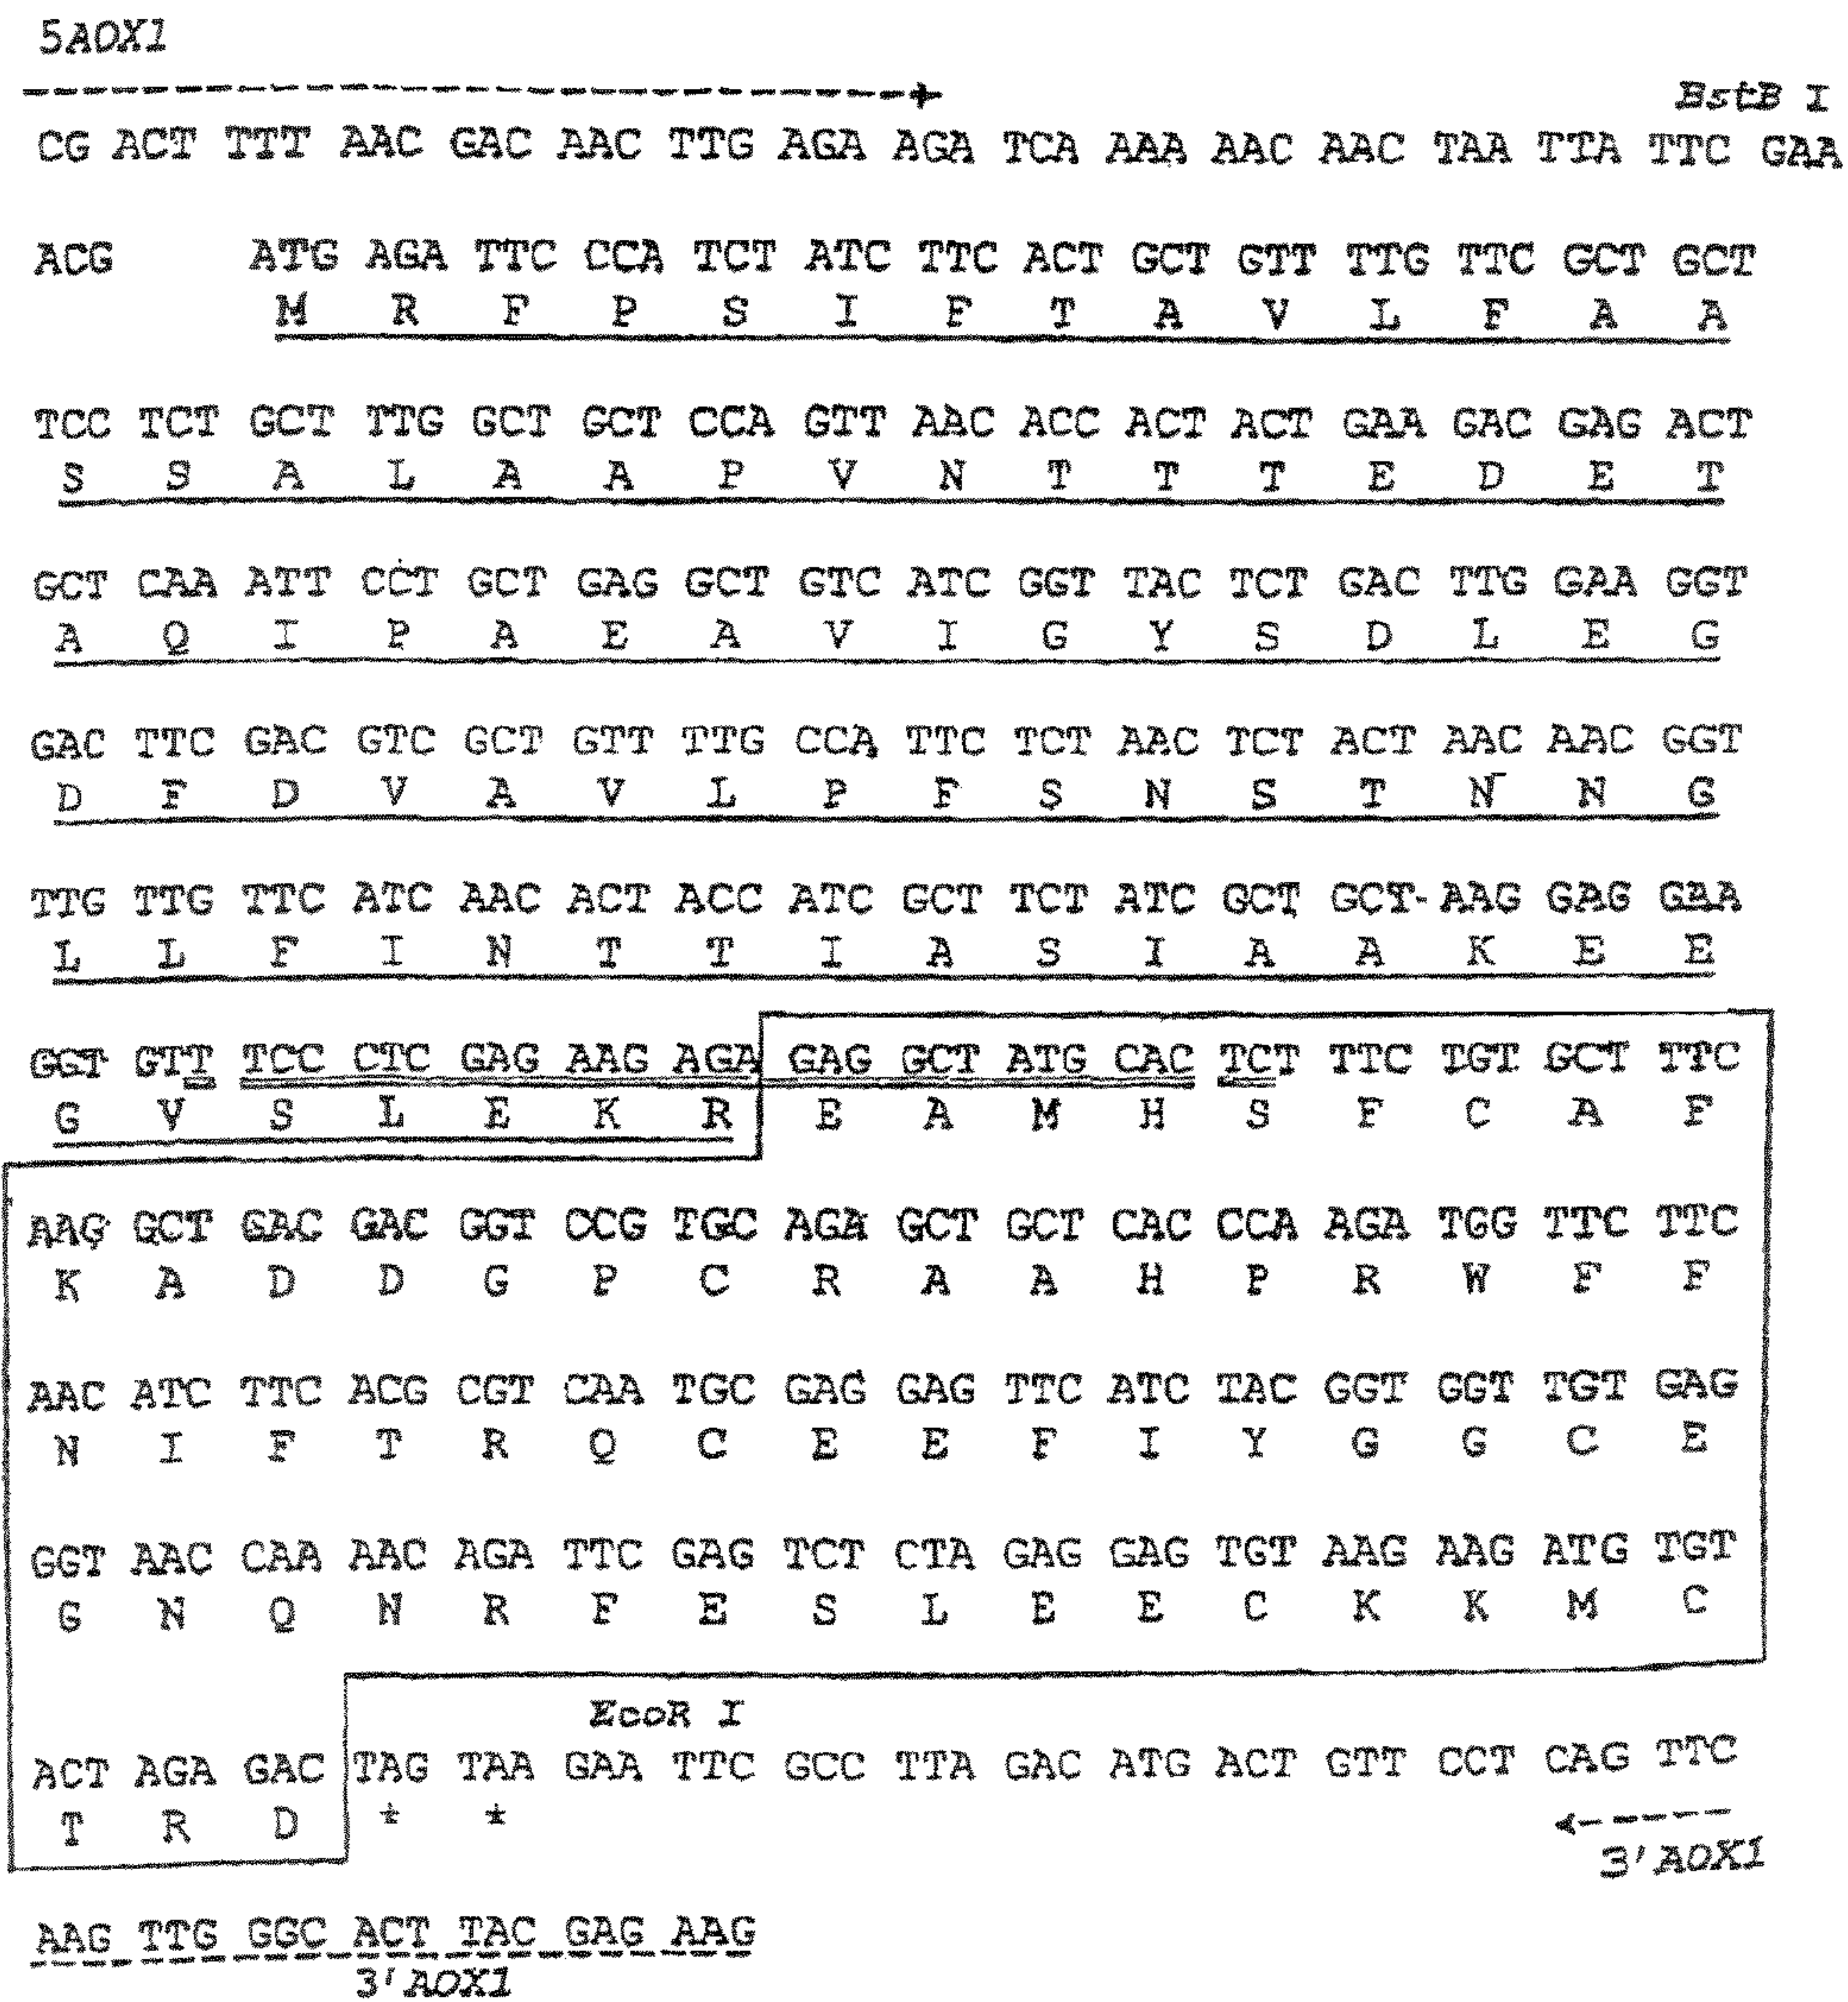 5AOX1
BstB I
CG ACT TTT AAC GAC AAC TTG AGA AGA TCA AAA AAC AAC TAA TTA TTC GAA
ACG ATG AGA TTC CCA TCT ATC TTC ACT GCT GTT TTG TTC GCT GCT
M R F P S I F T A V L F A A
TCC TCT GCT TTG GCT GCT CCA GTT AAC ACC ACT ACT GAA GAC GAG ACT
S S A L A A P V N T T T E D E T
GCT CAA ATT CCT GCT GAG GCT GTC ATC GGT TAC TCT GAC TTG GAA GGT
A Q I P A E A V I G Y S D L E G
GAC TTC GAC GTC GCT GTT TTG CCA TTC TCT AAC TCT ACT AAC AAC GGT
D F D V A V L P F S N S T N N G
TTG TTG TTC ATC AAC ACT ACC ATC GCT TCT ATC GCT GCT AAG GAG GAA
L L F I N T T I A S I A A K E E
GGT GTT TCC CTC GAG AAG AGA GAG GCT ATG CAC TCT TTC TGT GCT TTC
G V S L E K R E A M H S F C A F
AAG GCT GAC GAC GGT CCG TGC AGA GCT GCT CAC CCA AGA TGG TTC TTC
K A D D G P C R A A H P R W F F
AAC ATC TTC ACG CGT CAA TGC GAG GAG TTC ATC TAC GGT GGT TGT GAG
N I F T R Q C E E F I Y G G C E
GGT AAC CAA AAC AGA TTC GAG TCT CTA GAG GAG TGT AAG AAG ATG TGT
G N Q N R F E S L E E C K K M C
EcoR I
ACT AGA GAC TAG TAA GAA TTC GCC TTA GAC ATG ACT GTT CCT CAG TTC
T R D * *
3'AOX1
AAG TTG GGC ACT TAC GAG AAG
3'AOX1